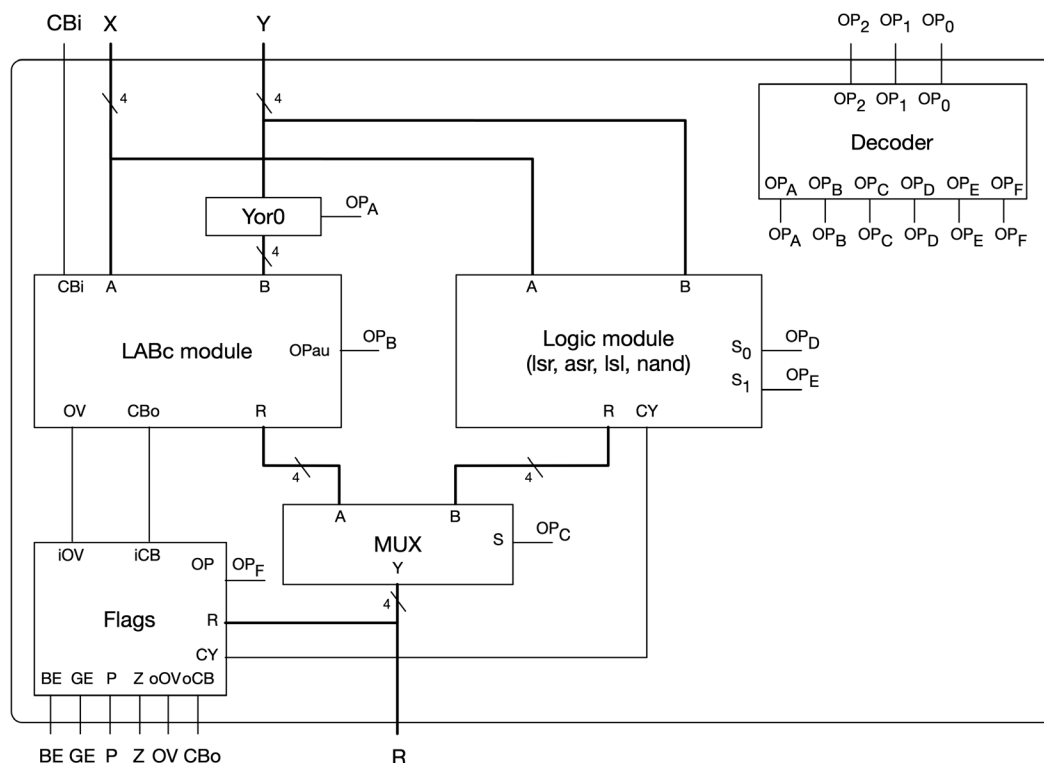 CBi X Y
OP2 OP1 OP0
4 4
OP2 OP1 OP0
Decoder
OPA OPB OPC OPD OPE OPF
OPA OPB OPC OPD OPE OPF
Yor0 OPA
4
CBi A B
LABc module
OPau OPB
OV CBo R
A B
Logic module
(lsr, asr, lsl, nand)
S0 OPD
S1 OPE
R CY
4 4
A B
MUX
S OPC
Y
4
iOV iCB
OP OPF
Flags
R
CY
BE GE P Z oOV oCB
BE GE P Z OV CBo
R